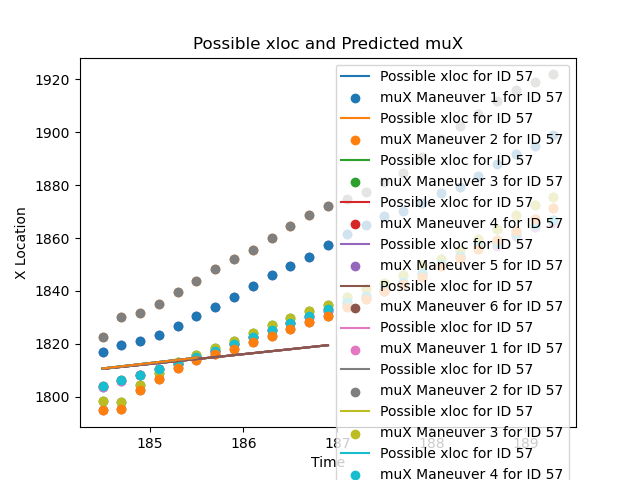 Possible xloc and Predicted muX
1920
1900
1880
1860
1840
1820
1800
X Location
185
186
187
188
189
Time
Possible xloc for ID 57
muX Maneuver 1 for ID 57
Possible xloc for ID 57
muX Maneuver 2 for ID 57
Possible xloc for ID 57
muX Maneuver 3 for ID 57
Possible xloc for ID 57
muX Maneuver 4 for ID 57
Possible xloc for ID 57
muX Maneuver 5 for ID 57
Possible xloc for ID 57
muX Maneuver 6 for ID 57
Possible xloc for ID 57
muX Maneuver 1 for ID 57
Possible xloc for ID 57
muX Maneuver 2 for ID 57
Possible xloc for ID 57
muX Maneuver 3 for ID 57
Possible xloc for ID 57
muX Maneuver 4 for ID 57